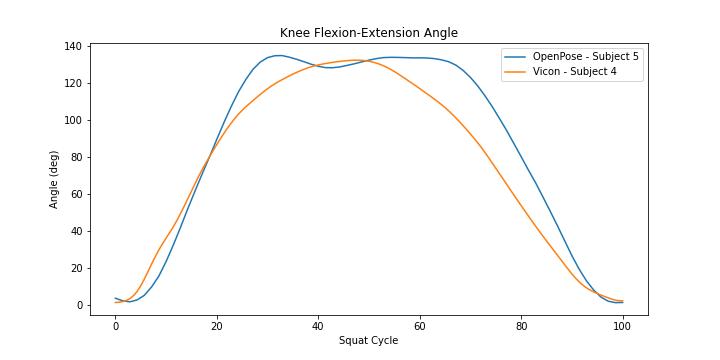 Knee Flexion-Extension Angle
OpenPose - Subject 5
Vicon - Subject 4
Angle (deg)
140
120
100
80
60
40
20
0
0 20 40 60 80 100
Squat Cycle